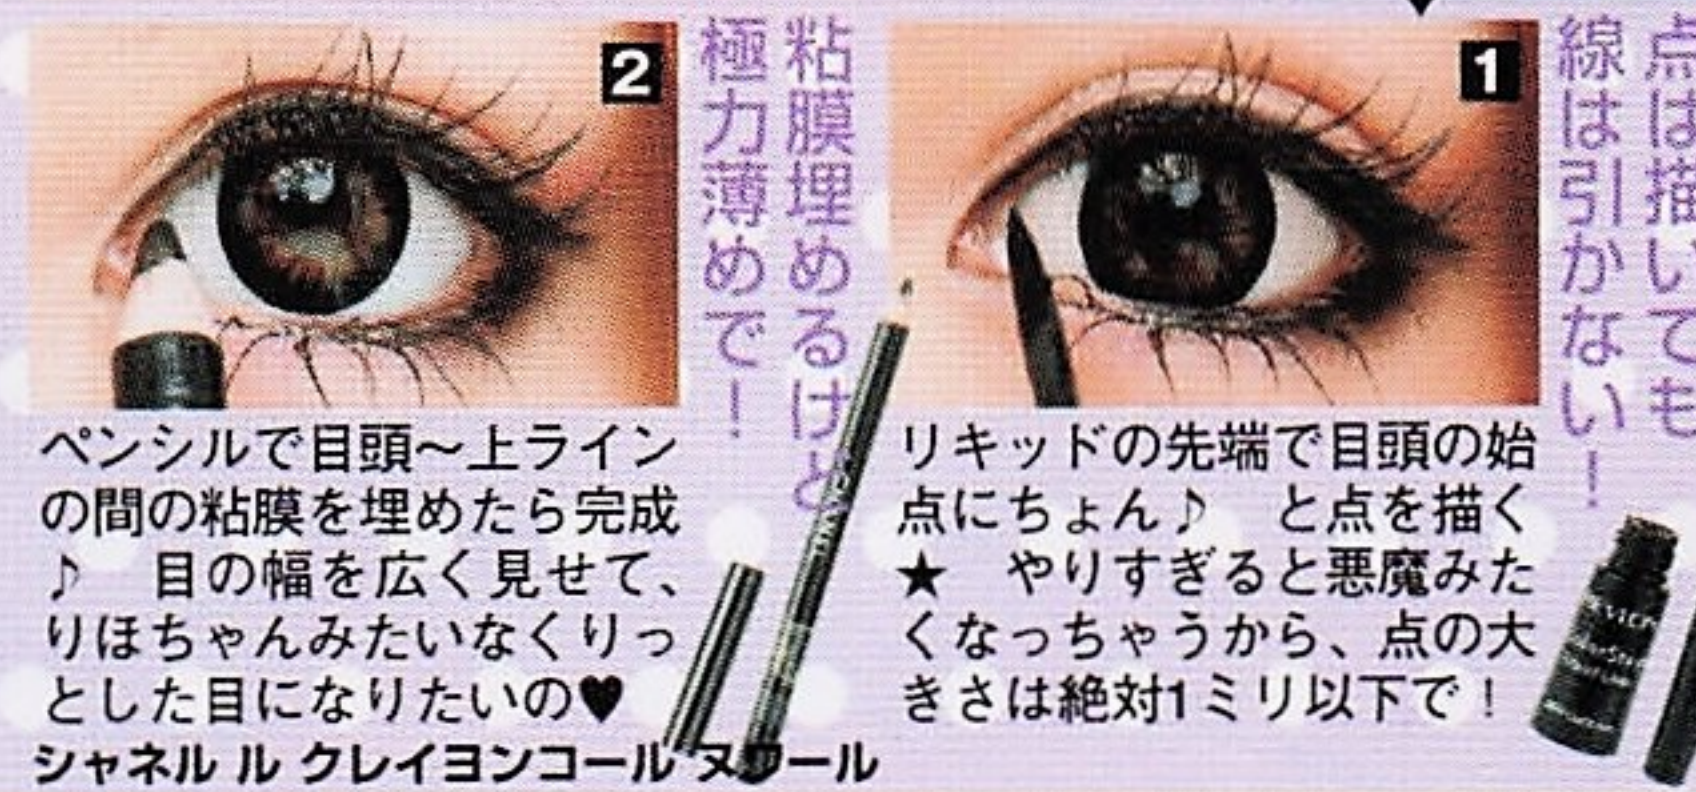 点は描いても
線は引かない！
1
リキッドの先端で目頭の始
点にちょん♪　と点を描く
★　やりすぎると悪魔みた
くなっちゃうから、点の大
きさは絶対1ミリ以下で！
REVLON
粘膜埋めるけど
極力薄めで！
2
ペンシルで目頭～上ライン
の間の粘膜を埋めたら完成
♪　目の幅を広く見せて、
りほちゃんみたいなくりっ
とした目になりたいの♥
シャネル ル クレイヨンコール ヌワール